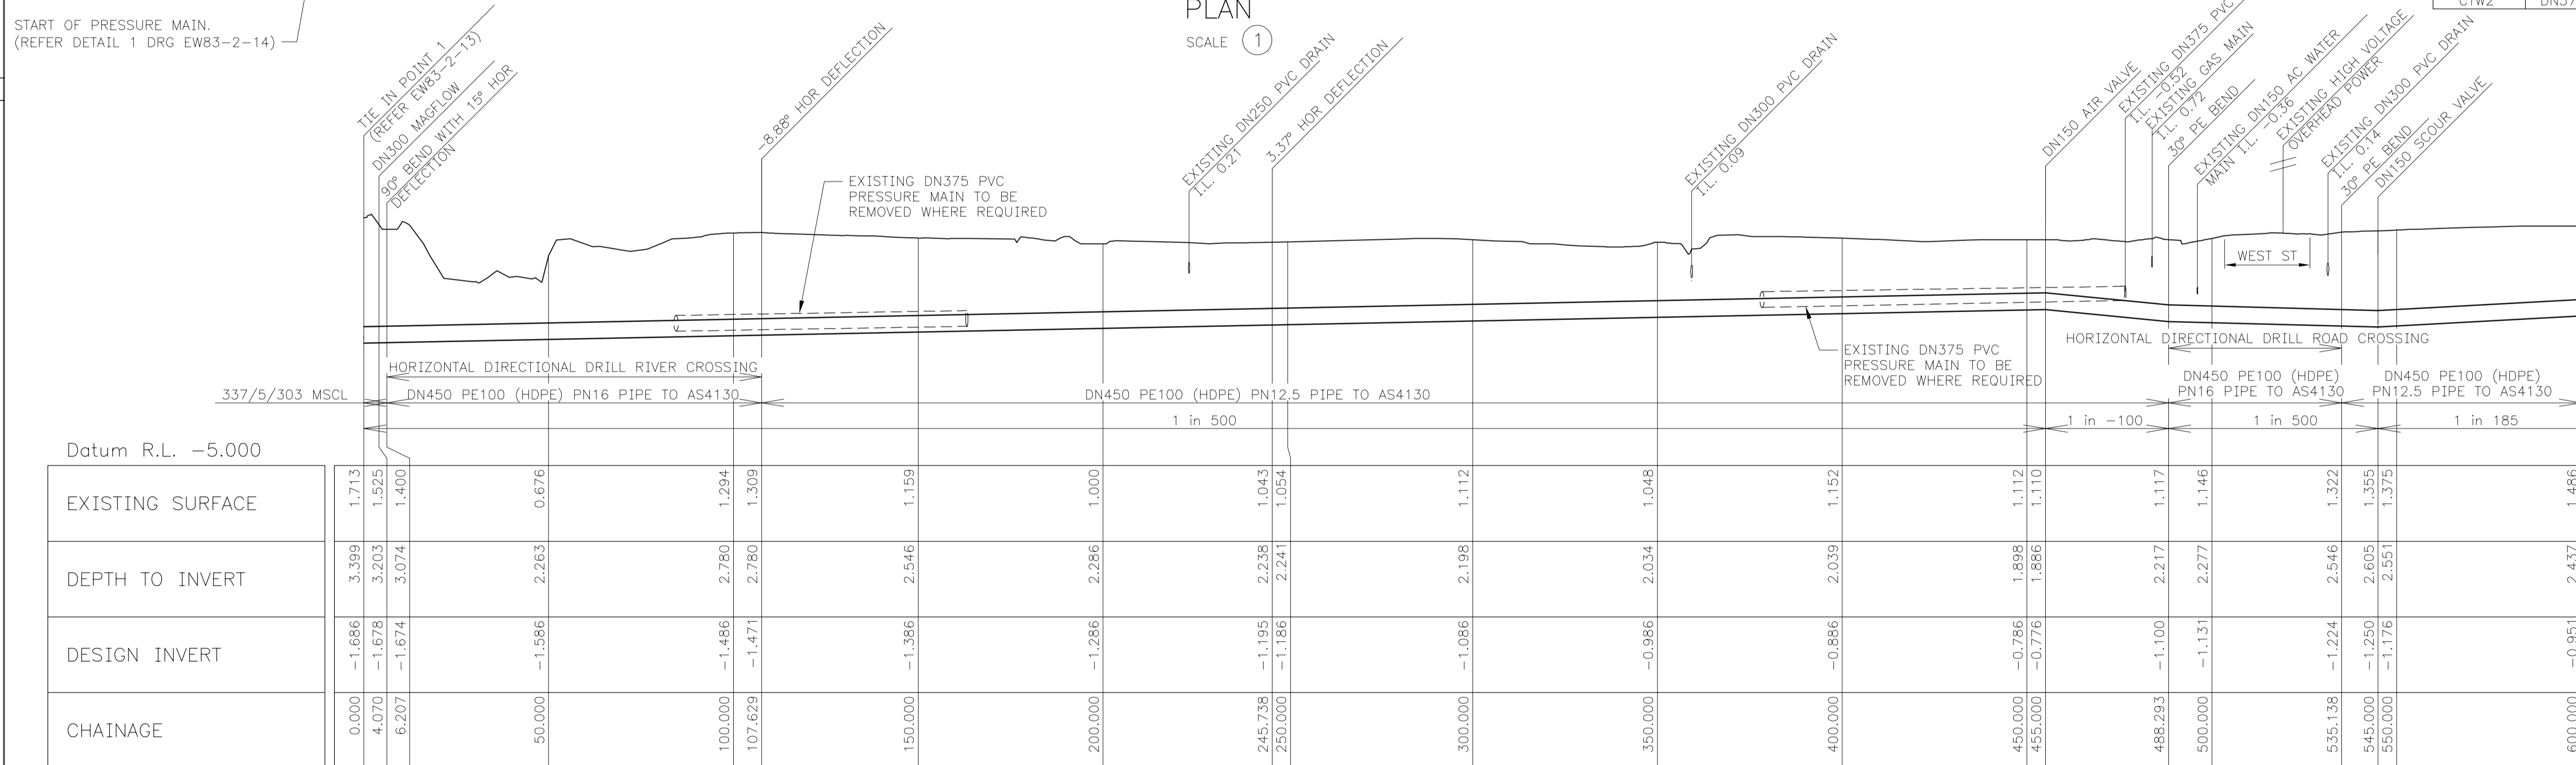 START OF PRESSURE MAIN.
(REFER DETAIL 1 DRG EW83-2-14)
PLAN
SCALE 1
TIE IN POINT 1
(REFER EW83-2-13)
DN300 MAGFLOW
90° BEND WITH 15° HOR
DEFLECTION
-8.88° HOR DEFLECTION
EXISTING DN375 PVC
PRESSURE MAIN TO BE
REMOVED WHERE REQUIRED
EXISTING DN250 PVC DRAIN
I.L. 0.21
3.37° HOR DEFLECTION
EXISTING DN300 PVC DRAIN
I.L. 0.09
DN150 AIR VALVE
EXISTING DN375 PVC
I.L. -0.52
EXISTING GAS MAIN
I.L. 0.72
30° PE BEND
EXISTING DN150 AC WATER
MAIN I.L. -0.36
EXISTING HIGH VOLTAGE
OVERHEAD POWER
EXISTING DN300 PVC DRAIN
I.L. 0.14
30° PE BEND
DN150 SCOUR VALVE
WEST ST
EXISTING DN375 PVC
PRESSURE MAIN TO BE
REMOVED WHERE REQUIRED
HORIZONTAL DIRECTIONAL DRILL RIVER CROSSING
HORIZONTAL DIRECTIONAL DRILL ROAD CROSSING
337/5/303 MSCL
DN450 PE100 (HDPE) PN16 PIPE TO AS4130
DN450 PE100 (HDPE) PN12.5 PIPE TO AS4130
DN450 PE100 (HDPE)
PN16 PIPE TO AS4130
DN450 PE100 (HDPE)
PN12.5 PIPE TO AS4130
1 in 500
1 in -100
1 in 500
1 in 185
Datum R.L. -5.000
EXISTING SURFACE 1.713 1.525 1.400 0.676 1.294 1.309 1.159 1.000 1.043 1.054 1.112 1.048 1.152 1.112 1.110 1.117 1.146 1.322 1.355 1.375 1.486
DEPTH TO INVERT 3.399 3.203 3.074 2.263 2.780 2.780 2.546 2.286 2.238 2.241 2.198 2.034 2.039 1.898 1.886 2.217 2.277 2.546 2.605 2.551 2.437
DESIGN INVERT -1.686 -1.678 -1.674 -1.586 -1.486 -1.471 -1.386 -1.286 -1.195 -1.186 -1.086 -0.986 -0.886 -0.786 -0.776 -1.100 -1.131 -1.224 -1.250 -1.176 -0.951
CHAINAGE 0.000 4.070 6.207 50.000 100.000 107.629 150.000 200.000 245.738 250.000 300.000 350.000 400.000 450.000 455.000 488.293 500.000 535.138 545.000 550.000 600.000